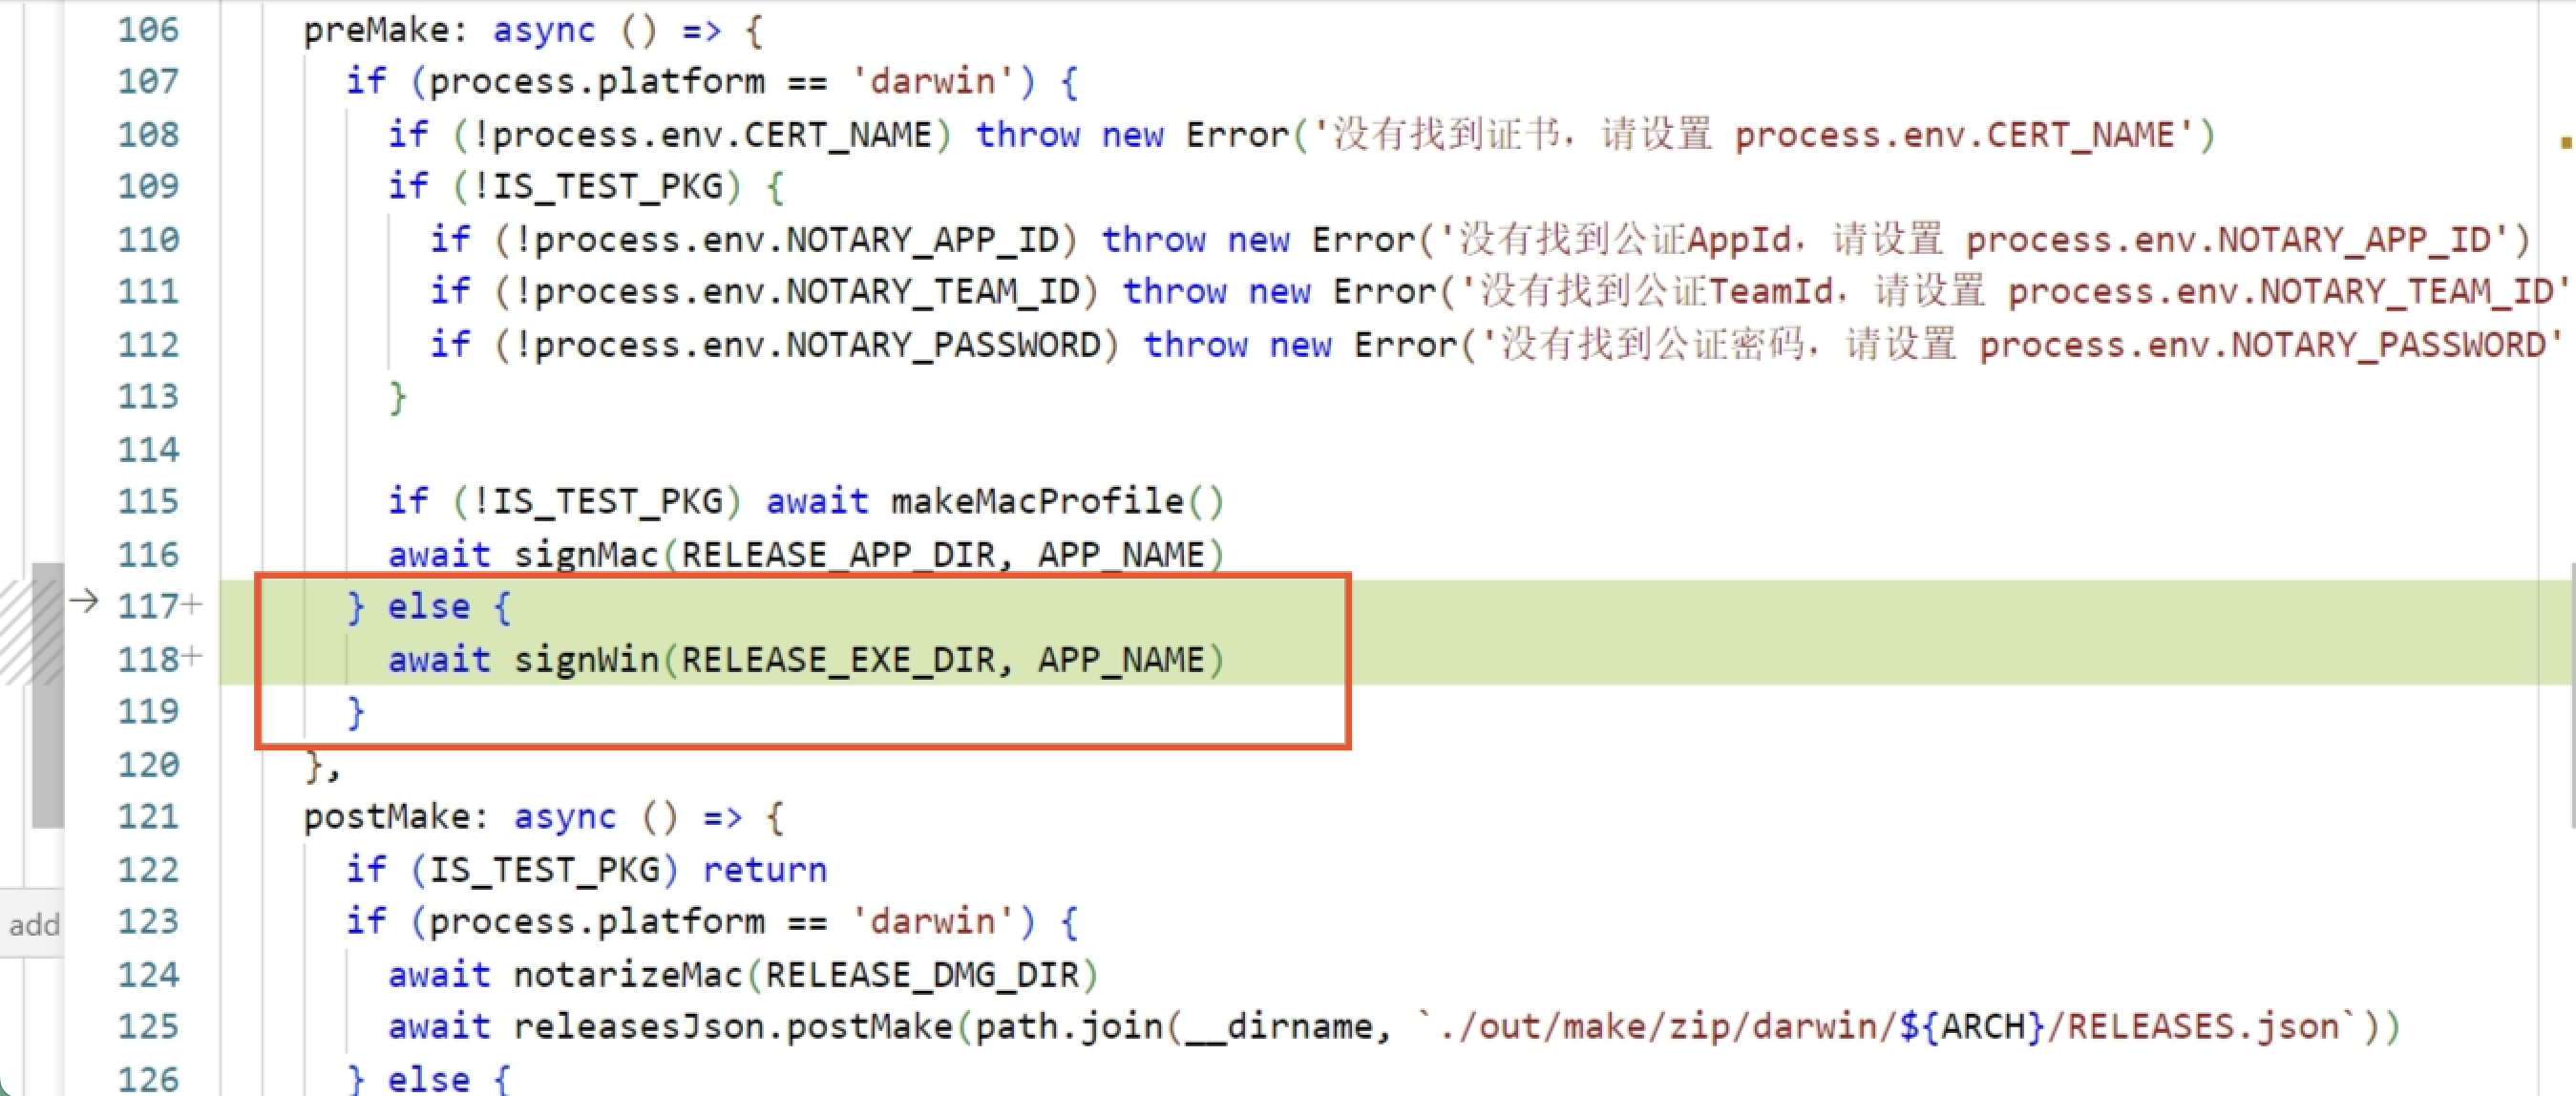 106 preMake: async () => {
107 if (process.platform == 'darwin') {
108 if (!process.env.CERT_NAME) throw new Error('没有找到证书，请设置 process.env.CERT_NAME')
109 if (!IS_TEST_PKG) {
110 if (!process.env.NOTARY_APP_ID) throw new Error('没有找到公证AppId，请设置 process.env.NOTARY_APP_ID')
111 if (!process.env.NOTARY_TEAM_ID) throw new Error('没有找到公证TeamId，请设置 process.env.NOTARY_TEAM_ID'
112 if (!process.env.NOTARY_PASSWORD) throw new Error('没有找到公证密码，请设置 process.env.NOTARY_PASSWORD'
113 }
114
115 if (!IS_TEST_PKG) await makeMacProfile()
116 await signMac(RELEASE_APP_DIR, APP_NAME)
→ 117+ } else {
118+ await signWin(RELEASE_EXE_DIR, APP_NAME)
119 }
120 },
121 postMake: async () => {
122 if (IS_TEST_PKG) return
add
123 if (process.platform == 'darwin') {
124 await notarizeMac(RELEASE_DMG_DIR)
125 await releasesJson.postMake(path.join(__dirname, `./out/make/zip/darwin/${ARCH}/RELEASES.json`))
126 } else {